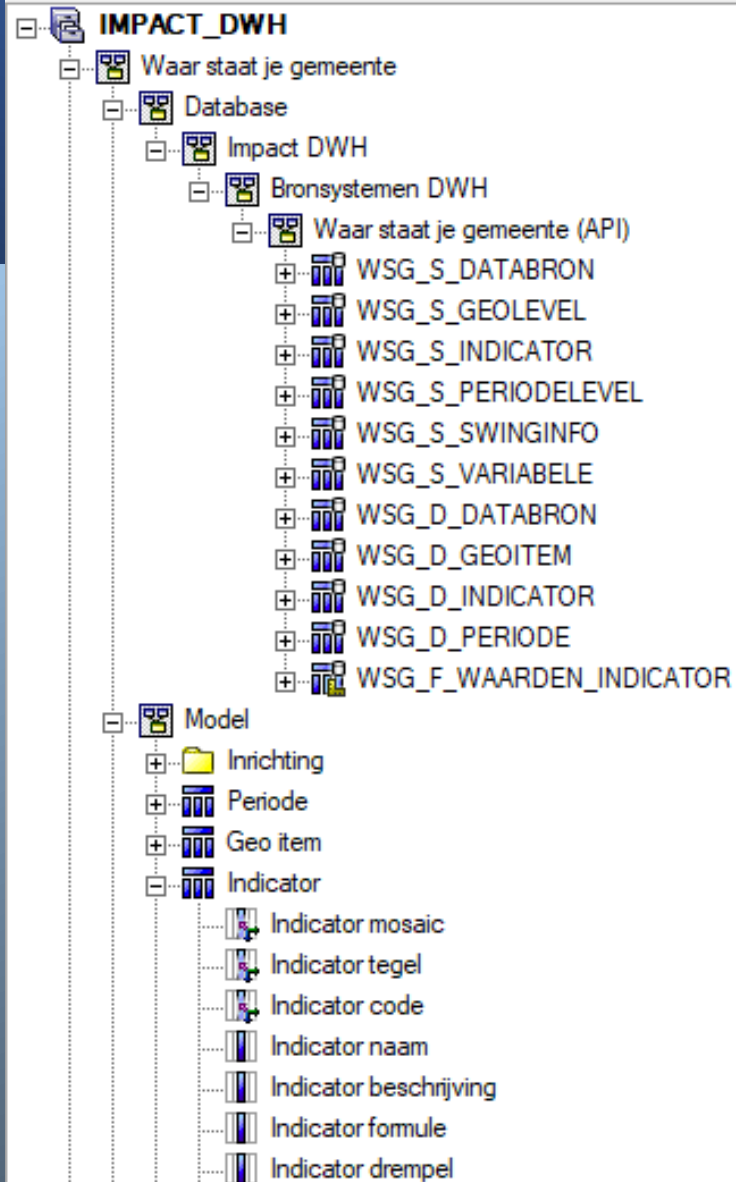 IMPACT_DWH
Waar staat je gemeente
Database
Impact DWH
Bronsystemen DWH
Waar staat je gemeente (API)
WSG_S_DATABRON
WSG_S_GEOLEVEL
WSG_S_INDICATOR
WSG_S_PERIODELEVEL
WSG_S_SWINGINFO
WSG_S_VARIABELE
WSG_D_DATABRON
WSG_D_GEOITEM
WSG_D_INDICATOR
WSG_D_PERIODE
WSG_F_WAARDEN_INDICATOR
Model
Inrichting
Periode
Geo item
Indicator
Indicator mosaic
Indicator tegel
Indicator code
Indicator naam
Indicator beschrijving
Indicator formule
Indicator drempel